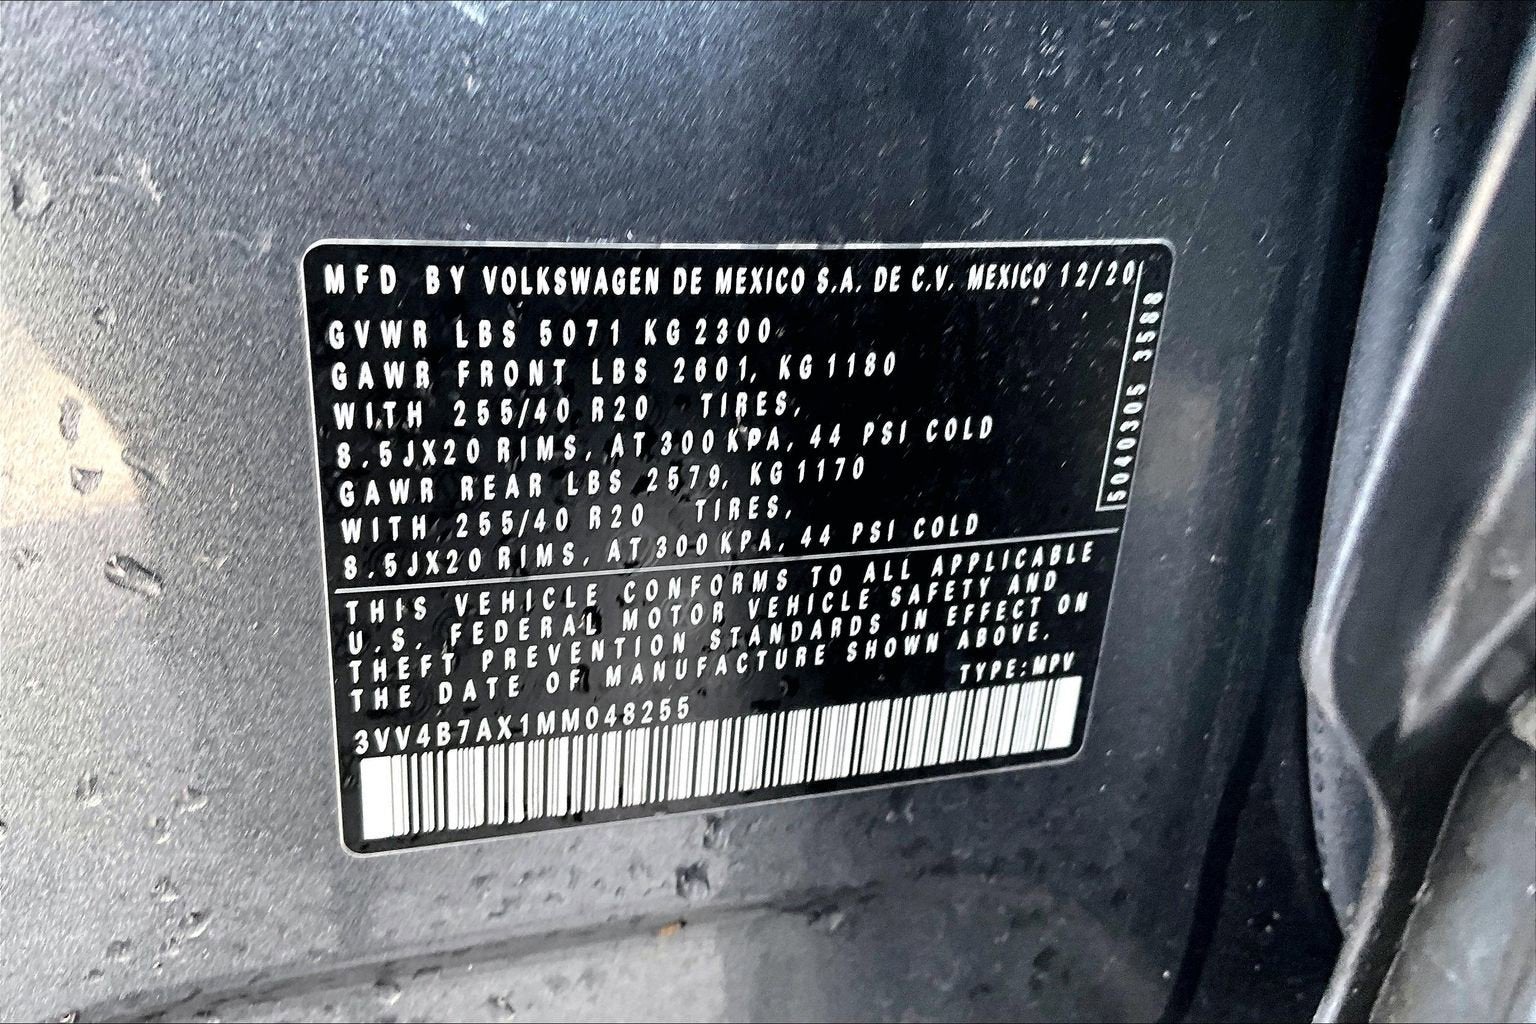 MFD BY VOLKSWAGEN DE MEXICO S.A. DE C.V. MEXICO 12/20
GVWR LBS 5071 KG 2300
GAWR FRONT LBS 2601, KG 1180
WITH 255/40 R20 TIRES,
8.5JX20 RIMS, AT 300 KPA, 44 PSI COLD
GAWR REAR LBS 2579, KG 1170
WITH 255/40 R20 TIRES,
8.5JX20 RIMS, AT 300 KPA, 44 PSI COLD
5040305 3588
THIS VEHICLE CONFORMS TO ALL APPLICABLE
U.S. FEDERAL MOTOR VEHICLE SAFETY AND
THEFT PREVENTION STANDARDS IN EFFECT ON
THE DATE OF MANUFACTURE SHOWN ABOVE.
TYPE:MPV
3VV4B7AX1MM048255